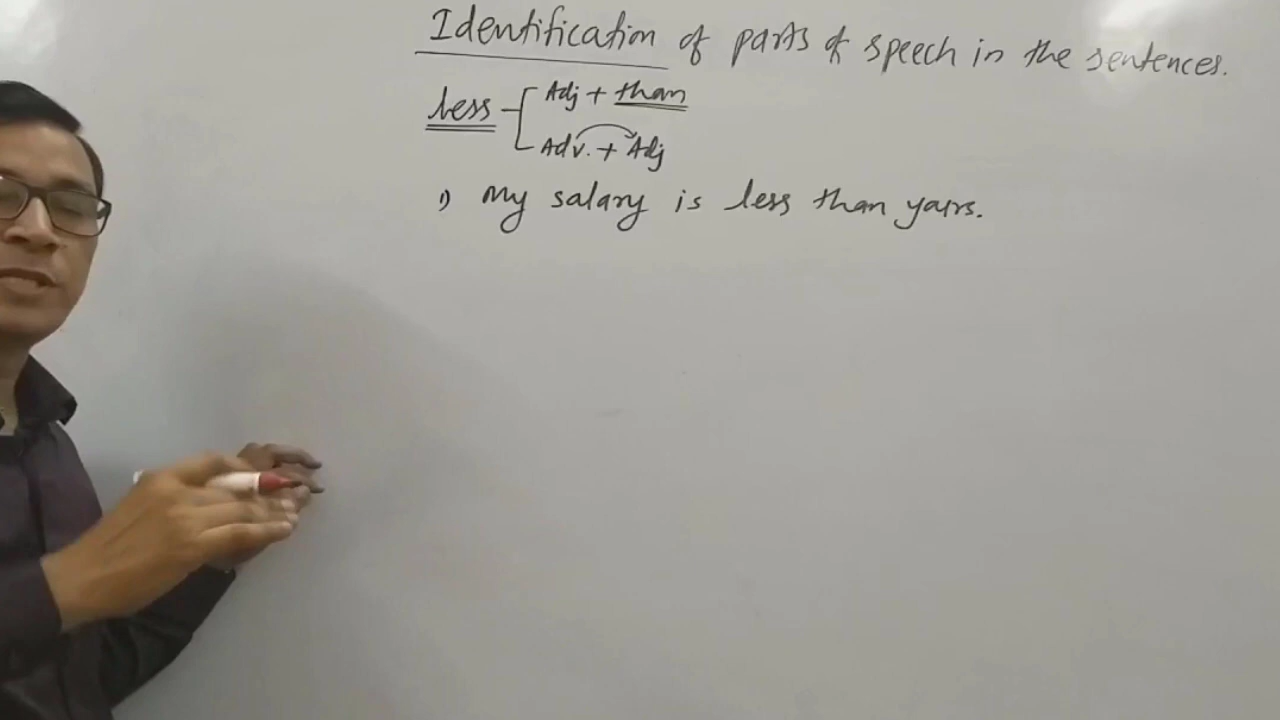 Identification of parts of speech in the sentences.
less Adj + than
Adv. + Adj
1) My salary is less than yours.